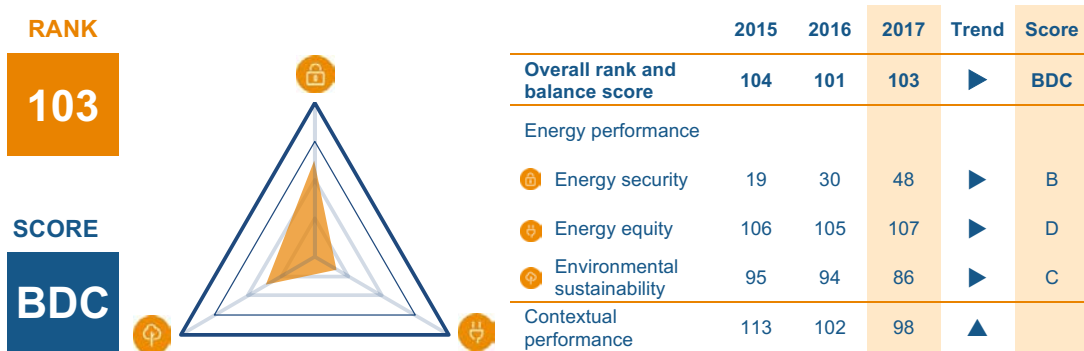 RANK
103
SCORE
BDC
2015 2016 2017 Trend Score
Overall rank and
balance score 104 101 103 BDC
Energy performance
Energy security 19 30 48 B
Energy equity 106 105 107 D
Environmental
sustainability 95 94 86 C
Contextual
performance 113 102 98